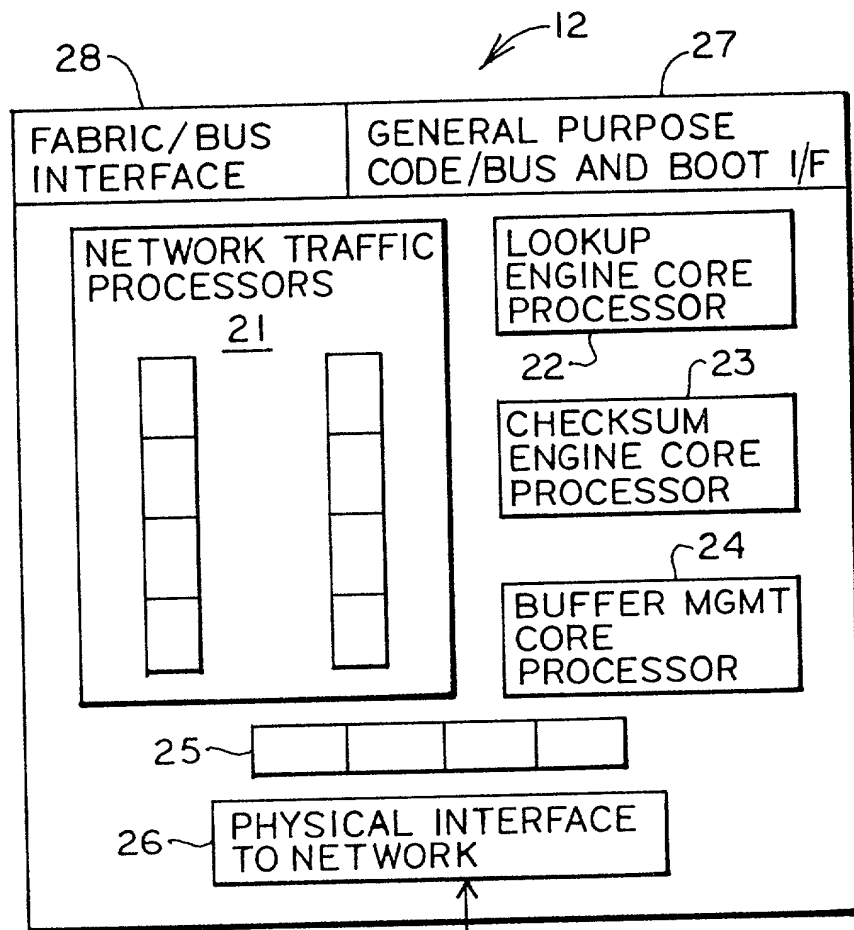 12
28
27
FABRIC/BUS
INTERFACE
GENERAL PURPOSE
CODE/BUS AND BOOT I/F
NETWORK TRAFFIC
PROCESSORS
21
LOOKUP
ENGINE CORE
PROCESSOR
22
23
CHECKSUM
ENGINE CORE
PROCESSOR
24
BUFFER MGMT
CORE
PROCESSOR
25
26
PHYSICAL INTERFACE
TO NETWORK